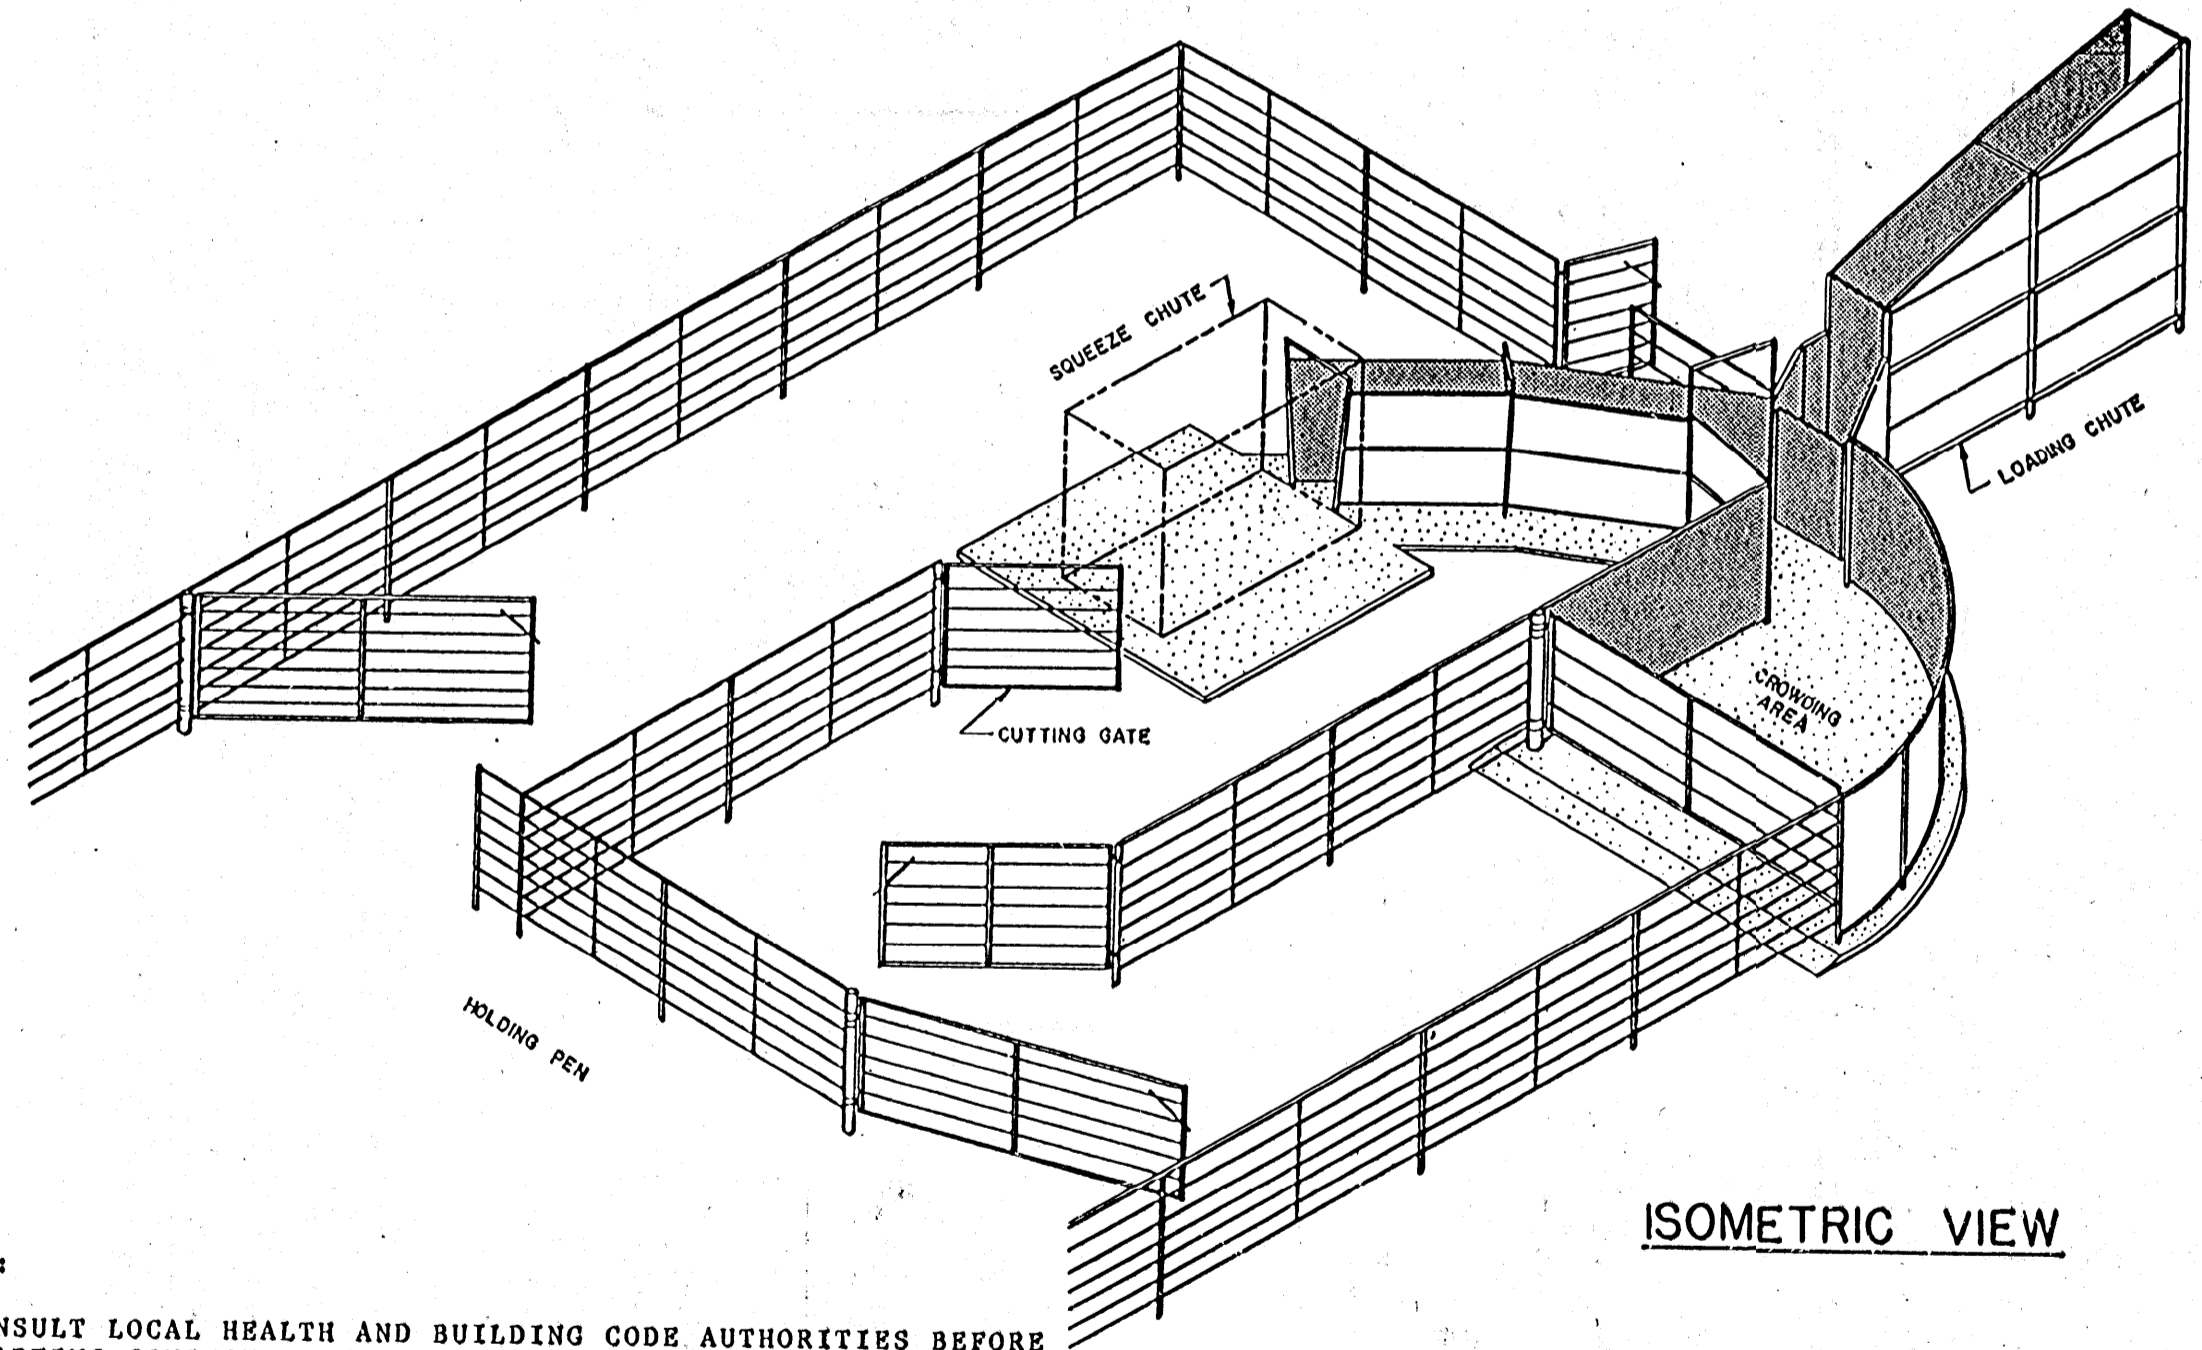 SQUEEZE CHUTE
LOADING CHUTE
CROWDING
AREA
CUTTING GATE
HOLDING PEN
ISOMETRIC VIEW
:
NSULT LOCAL HEALTH AND BUILDING CODE AUTHORITIES BEFORE